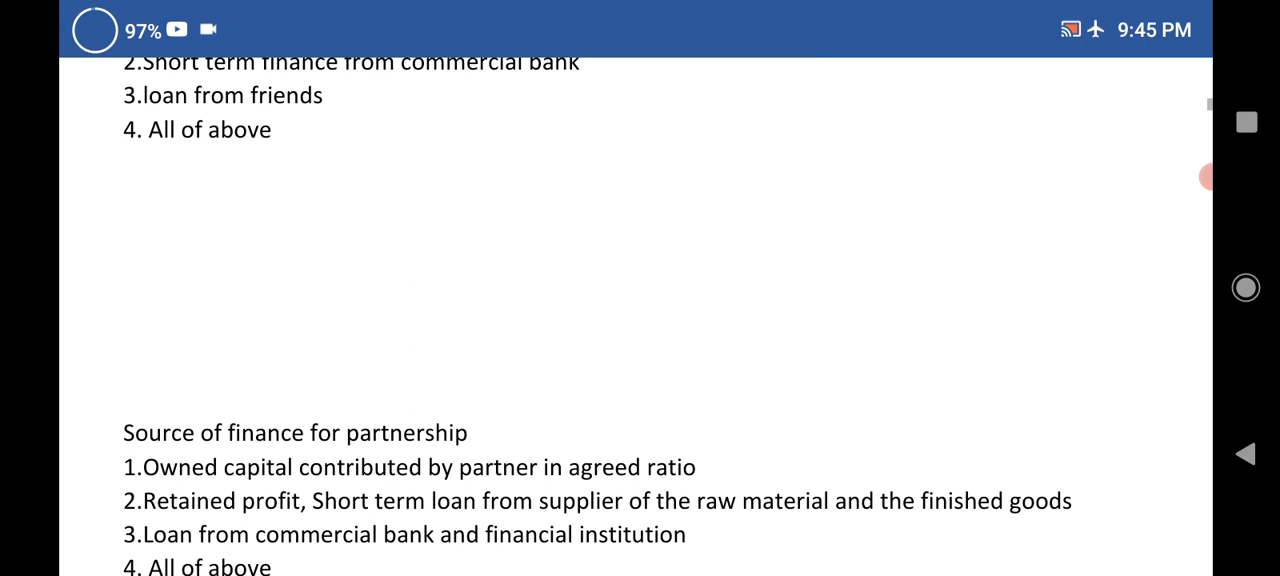 97%
9:45 PM
2.Short term finance from commercial bank
3.loan from friends
4. All of above
Source of finance for partnership
1.Owned capital contributed by partner in agreed ratio
2.Retained profit, Short term loan from supplier of the raw material and the finished goods
3.Loan from commercial bank and financial institution
4. All of above